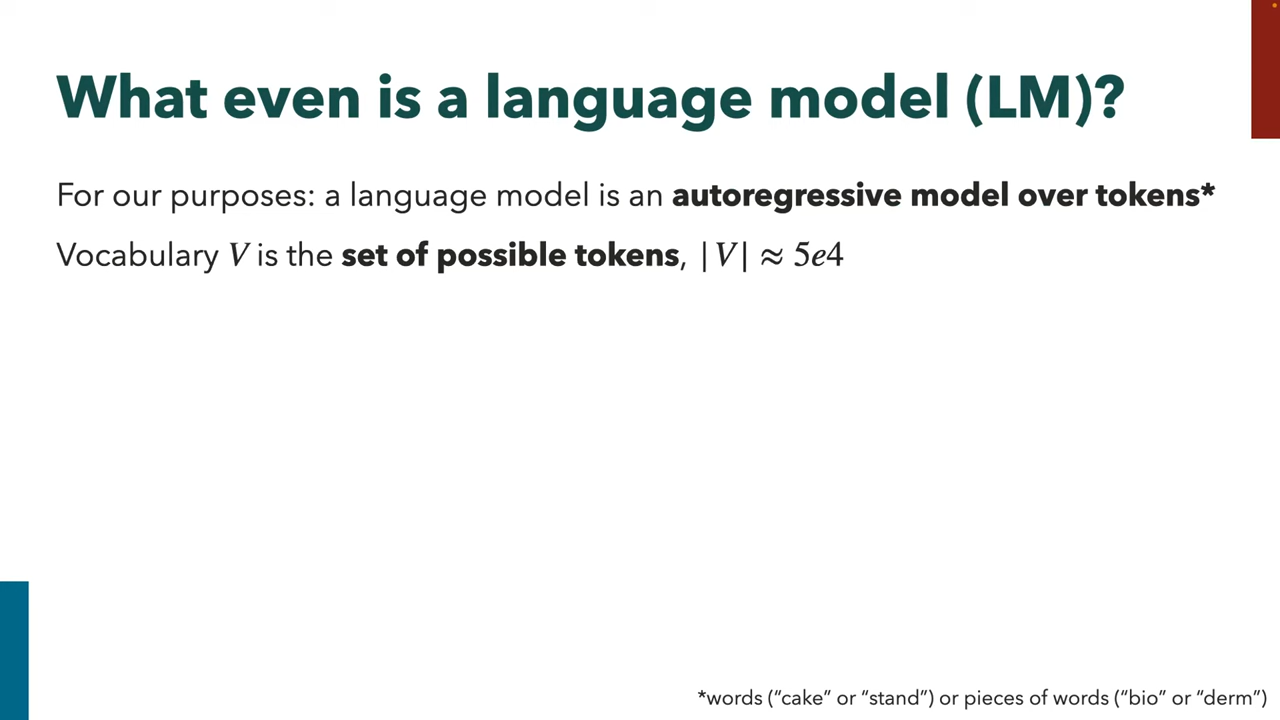 What even is a language model (LM)?
For our purposes: a language model is an autoregressive model over tokens*
Vocabulary V is the set of possible tokens, |V| ≈ 5e4
*words (“cake” or “stand”) or pieces of words (“bio” or “derm”)